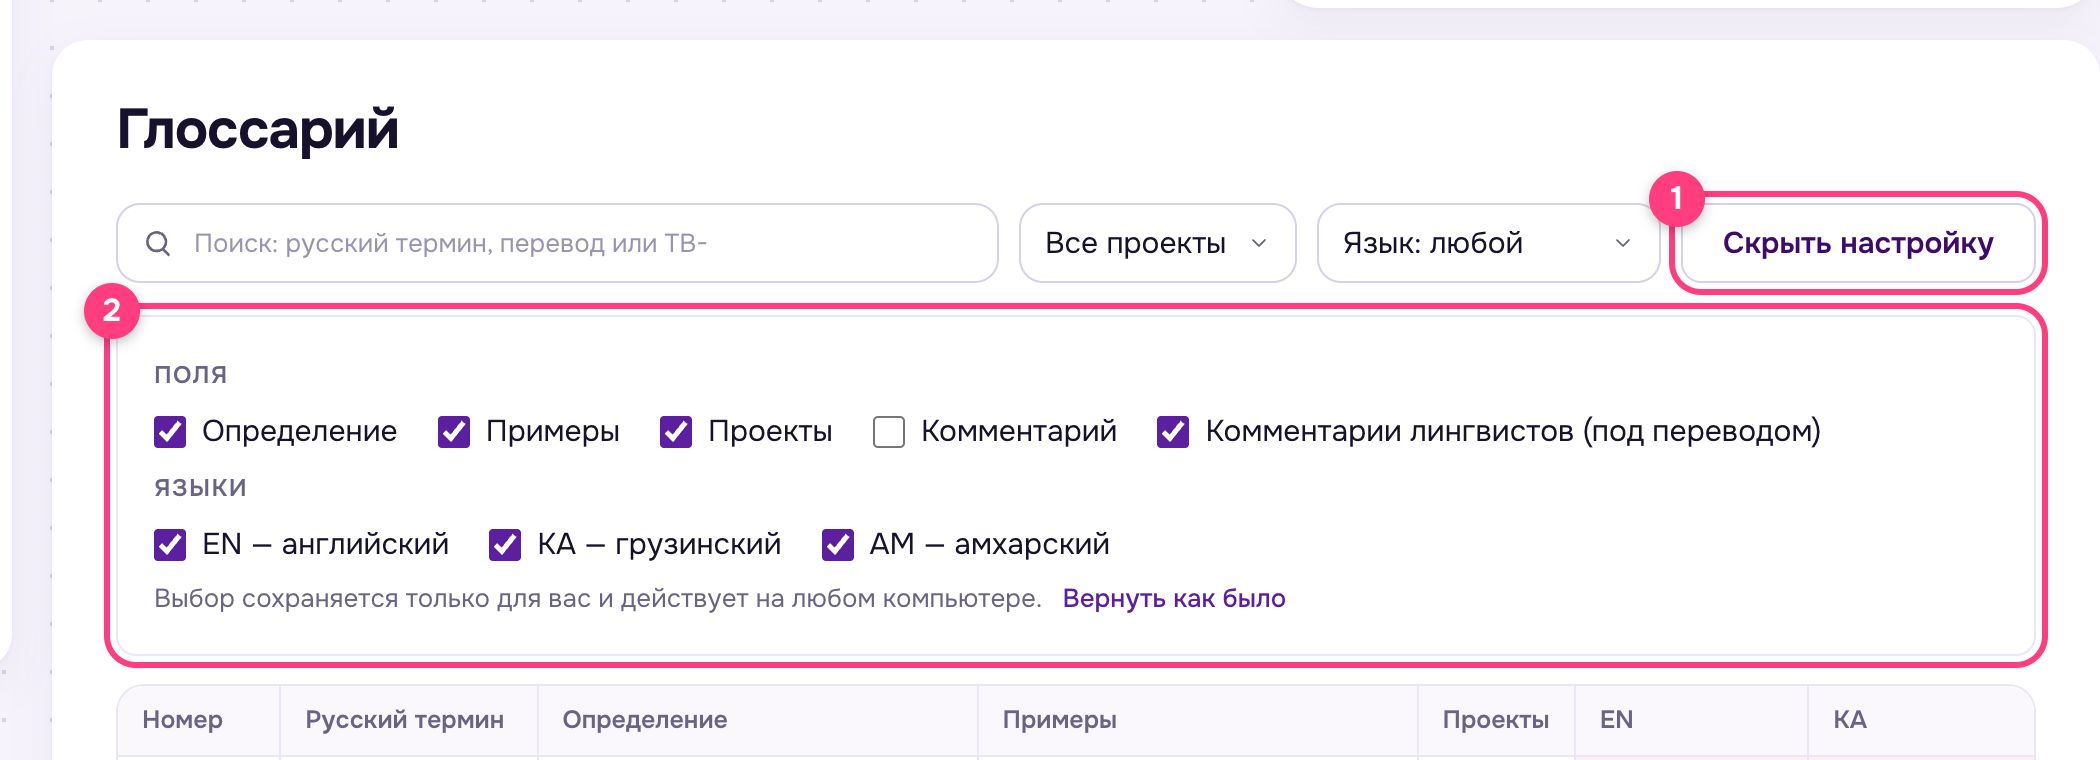 Глоссарий
Поиск: русский термин, перевод или ТВ-
Все проекты
Язык: любой
1
Скрыть настройку
2
ПОЛЯ
Определение Примеры Проекты Комментарий Комментарии лингвистов (под переводом)
ЯЗЫКИ
EN — английский KA — грузинский AM — амхарский
Выбор сохраняется только для вас и действует на любом компьютере. Вернуть как было
Номер Русский термин Определение Примеры Проекты EN KA